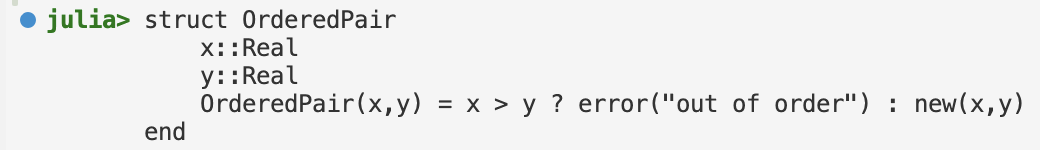 julia> struct OrderedPair
           x::Real
           y::Real
           OrderedPair(x,y) = x > y ? error("out of order") : new(x,y)
       end